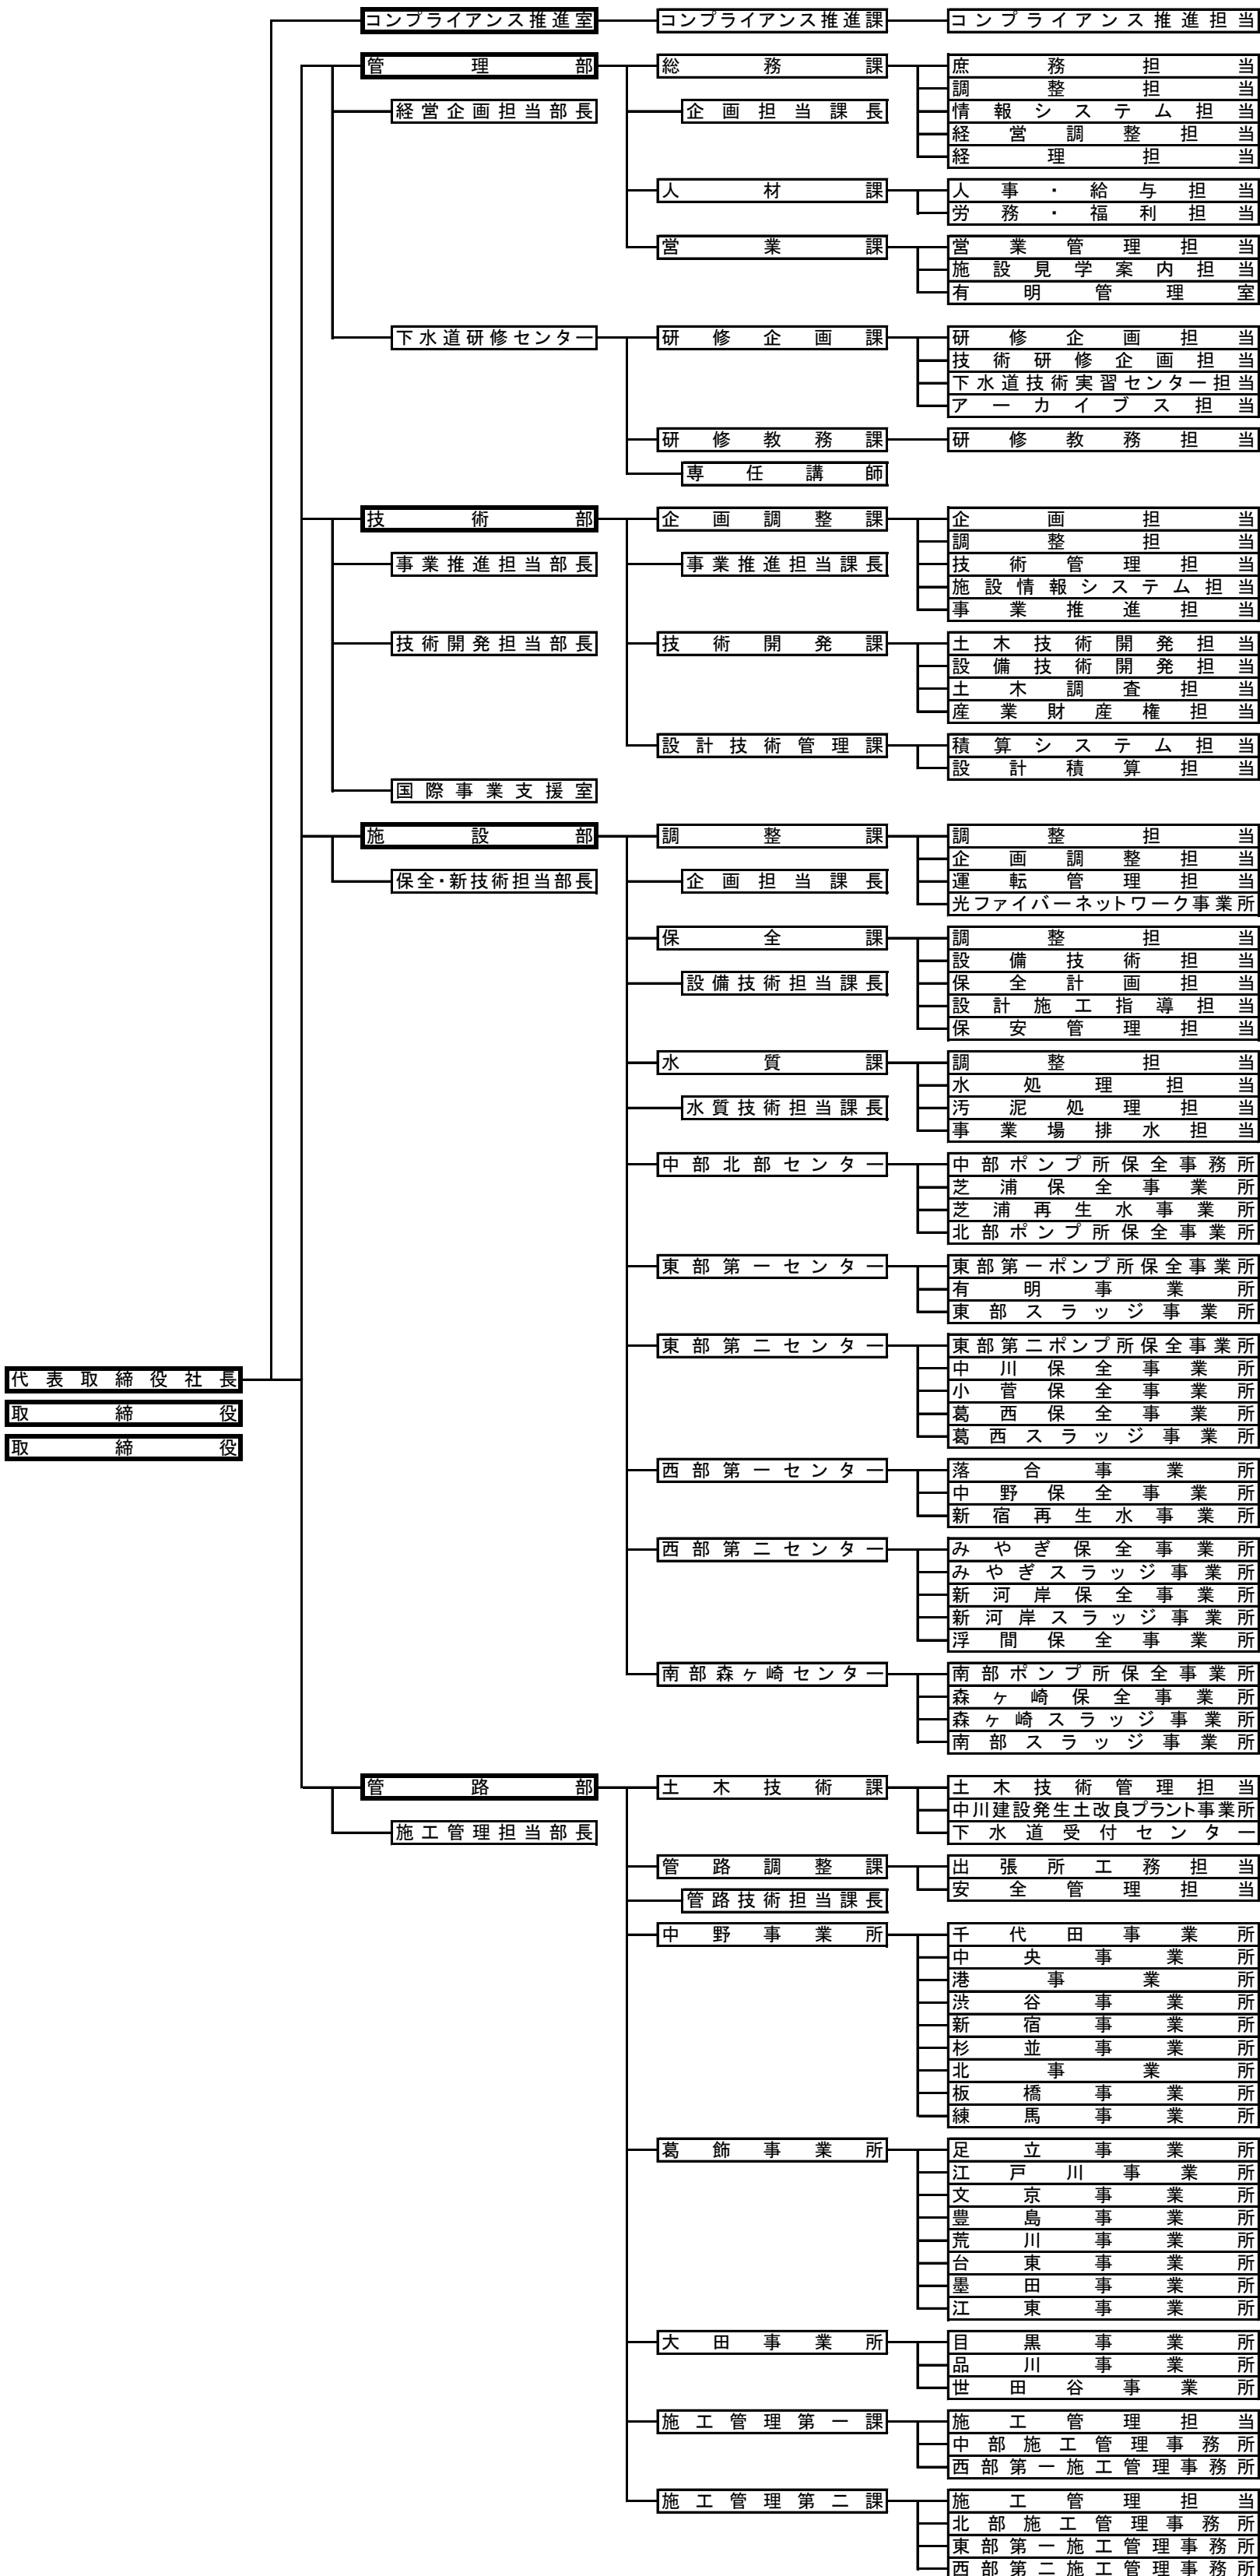 コンプライアンス推進室 コンプライアンス推進課 コンプライアンス推進担当
管理部 総務課 庶務担当
調整担当
経営企画担当部長 企画担当課長 情報システム担当
経営調整担当
経理担当
人材課 人事・給与担当
労務・福利担当
営業課 営業管理担当
施設見学案内担当
有明管理室
下水道研修センター 研修企画課 研修企画担当
技術研修企画担当
下水道技術実習センター担当
アーカイブス担当
研修教務課 研修教務担当
専任講師
技術部 企画調整課 企画担当
調整担当
事業推進担当部長 事業推進担当課長 技術管理担当
施設情報システム担当
事業推進担当
技術開発担当部長 技術開発課 土木技術開発担当
設備技術開発担当
土木調査担当
産業財産権担当
設計技術管理課 積算システム担当
設計積算担当
国際事業支援室
施設部 調整課 調整担当
企画調整担当
保全・新技術担当部長 企画担当課長 運転管理担当
光ファイバーネットワーク事業所
保全課 調整担当
設備技術担当
設備技術担当課長 保全計画担当
設計施工指導担当
保安管理担当
水質課 調整担当
水処理担当
水質技術担当課長 汚泥処理担当
事業場排水担当
中部北部センター 中部ポンプ所保全事務所
芝浦保全事業所
芝浦再生水事業所
北部ポンプ所保全事業所
東部第一センター 東部第一ポンプ所保全事業所
有明事業所
東部スラッジ事業所
東部第二センター 東部第二ポンプ所保全事業所
中川保全事業所
代表取締役社長
小菅保全事業所
取締役 葛西保全事業所
葛西スラッジ事業所
取締役
西部第一センター 落合事業所
中野保全事業所
新宿再生水事業所
西部第二センター みやぎ保全事業所
みやぎスラッジ事業所
新河岸保全事業所
新河岸スラッジ事業所
浮間保全事業所
南部森ヶ崎センター 南部ポンプ所保全事業所
森ヶ崎保全事業所
森ヶ崎スラッジ事業所
南部スラッジ事業所
管路部 土木技術課 土木技術管理担当
中川建設発生土改良プラント事業所
施工管理担当部長 下水道受付センター
管路調整課 出張所工務担当
安全管理担当
管路技術担当課長
中野事業所 千代田事業所
中央事業所
港事業所
渋谷事業所
新宿事業所
杉並事業所
北事業所
板橋事業所
練馬事業所
葛飾事業所 足立事業所
江戸川事業所
文京事業所
豊島事業所
荒川事業所
台東事業所
墨田事業所
江東事業所
大田事業所 目黒事業所
品川事業所
世田谷事業所
施工管理第一課 施工管理担当
中部施工管理事務所
西部第一施工管理事務所
施工管理第二課 施工管理担当
北部施工管理事務所
東部第一施工管理事務所
西部第二施工管理事務所